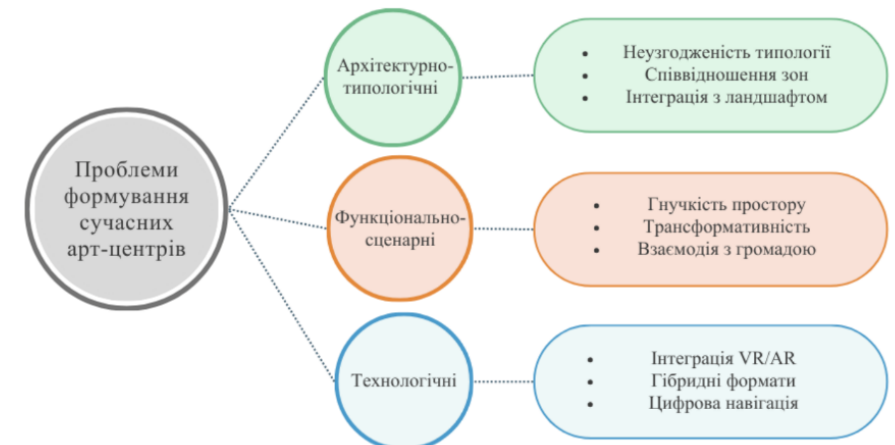 Проблеми
формування
сучасних
арт-центрів
Архітектурно-
типологічні
• Неузгодженість типології
• Співвідношення зон
• Інтеграція з ландшафтом
Функціонально-
сценарні
• Гнучкість простору
• Трансформативність
• Взаємодія з громадою
Технологічні
• Інтеграція VR/AR
• Гібридні формати
• Цифрова навігація